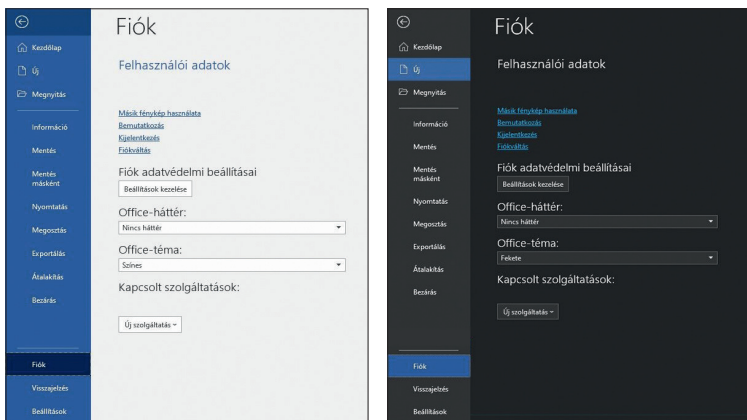 Fiók
Kezdőlap
Új
Megnyitás
Információ
Mentés
Mentés
másként
Nyomtatás
Megosztás
Exportálás
Átalakítás
Bezárás
Fiók
Visszajelzés
Beállítások
Felhasználói adatok
Másik fénykép használata
Bemutatkozás
Kijelentkezés
Fiókváltás
Fiók adatvédelmi beállításai
Beállítások kezelése
Office-háttér:
Nincs háttér
Office-téma:
Színes
Kapcsolt szolgáltatások:
Új szolgáltatás
Fiók
Kezdőlap
Új
Megnyitás
Információ
Mentés
Mentés
másként
Nyomtatás
Megosztás
Exportálás
Átalakítás
Bezárás
Fiók
Visszajelzés
Beállítások
Felhasználói adatok
Másik fénykép használata
Bemutatkozás
Kijelentkezés
Fiókváltás
Fiók adatvédelmi beállításai
Beállítások kezelése
Office-háttér:
Nincs háttér
Office-téma:
Fekete
Kapcsolt szolgáltatások:
Új szolgáltatás